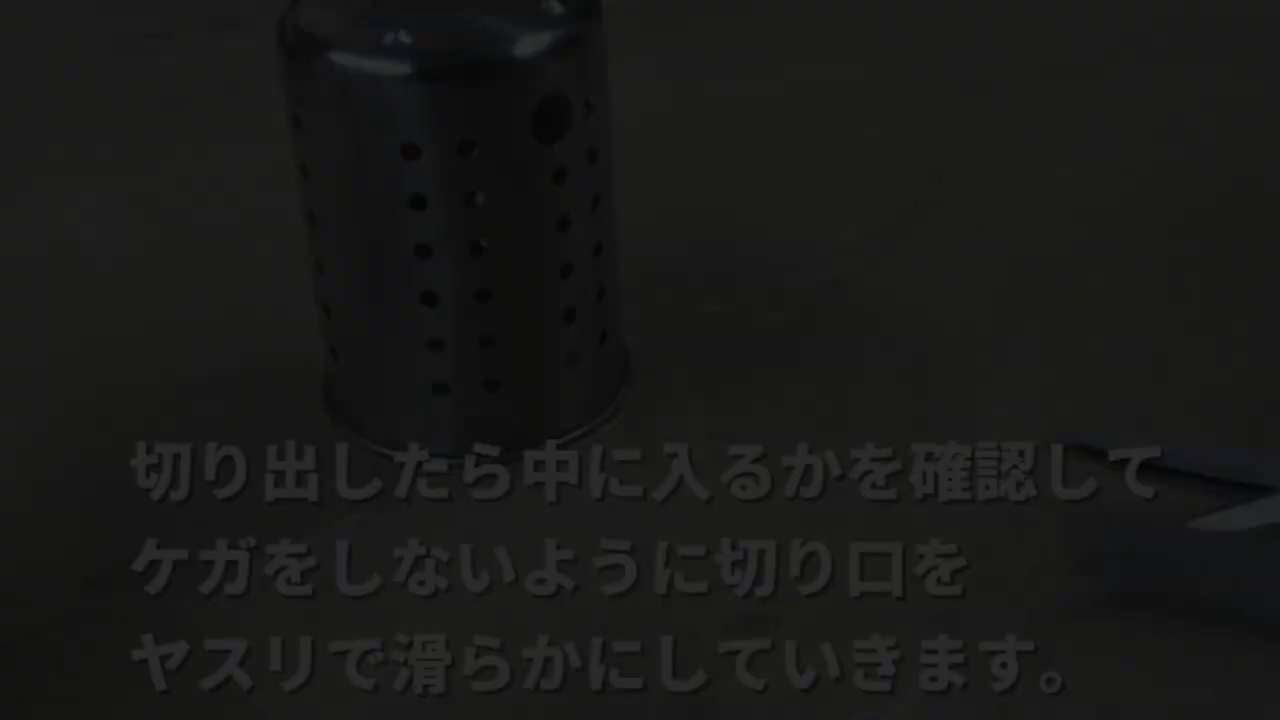 切り出したら中に入るかを確認して
ケガをしないように切り口を
ヤスリで滑らかにしていきます。